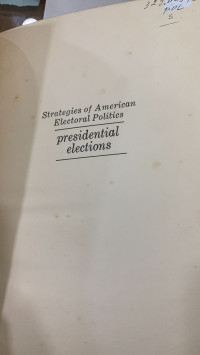 Strategies of American
Electoral Politics
presidential
elections